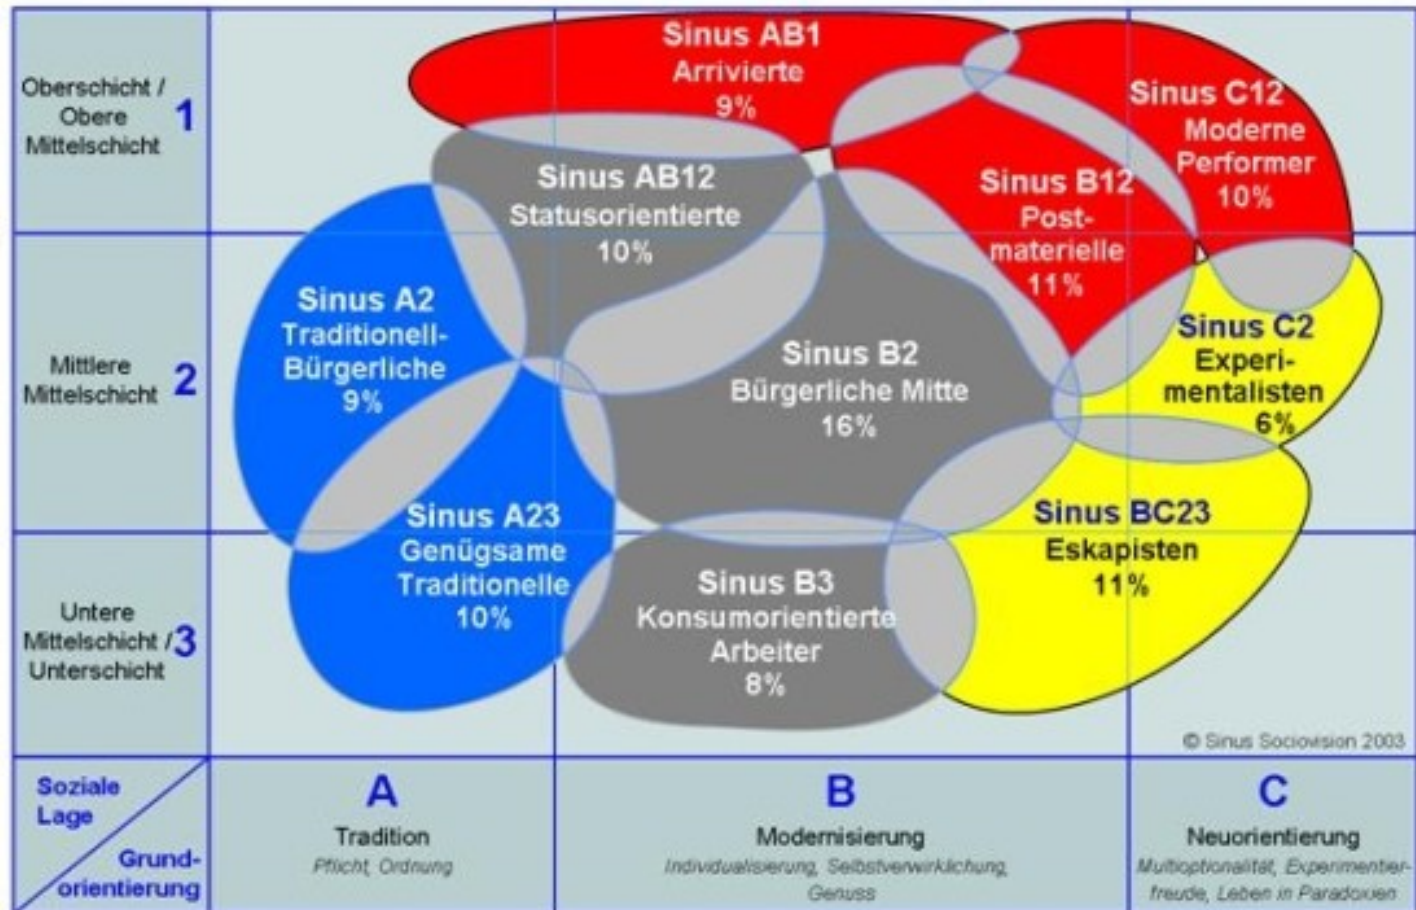 Oberschicht /
Obere
Mittelschicht
1
Mittlere
Mittelschicht
2
Untere
Mittelschicht /
Unterschicht
3
Sinus AB1
Arrivierte
9%
Sinus C12
Moderne
Performer
10%
Sinus AB12
Statusorientierte
10%
Sinus B12
Post-
materielle
11%
Sinus A2
Traditionell-
Bürgerliche
9%
Sinus B2
Bürgerliche Mitte
16%
Sinus C2
Experi-
mentalisten
6%
Sinus A23
Genügsame
Traditionelle
10%
Sinus B3
Konsumorientierte
Arbeiter
8%
Sinus BC23
Eskapisten
11%
© Sinus Sociovision 2003
Soziale
Lage
Grund-
orientierung
A
Tradition
Pflicht, Ordnung
B
Modernisierung
Individualisierung, Selbstverwirklichung,
Genuss
C
Neuorientierung
Multioptionalität, Experimentier-
freude, Leben in Paradoxien